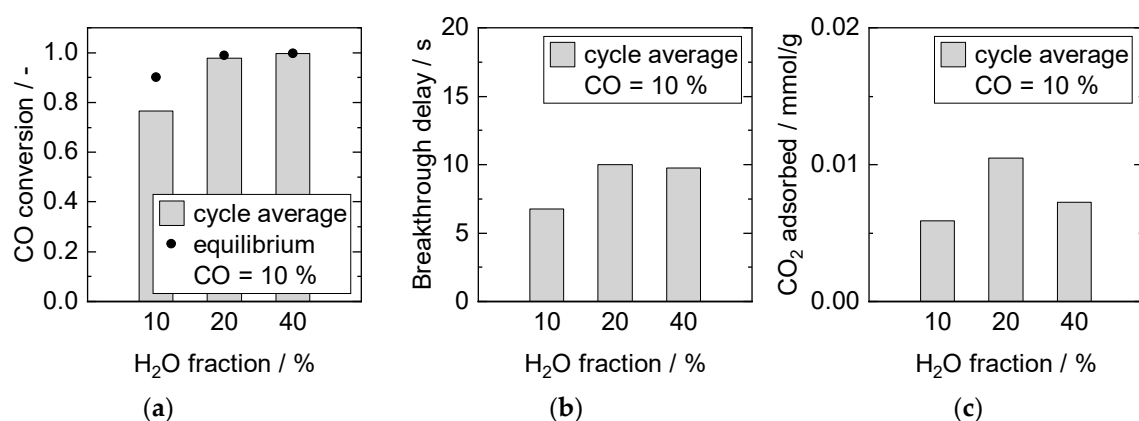 1.0
0.8
0.6
0.4
0.2
0.0
CO conversion / -
cycle average
equilibrium
CO = 10 %
10 20 40
H₂O fraction / %
(a)
20
15
10
5
0
Breakthrough delay / s
cycle average
CO = 10 %
10 20 40
H₂O fraction / %
(b)
0.02
0.01
0.00
CO₂ adsorbed / mmol/g
cycle average
CO = 10 %
10 20 40
H₂O fraction / %
(c)